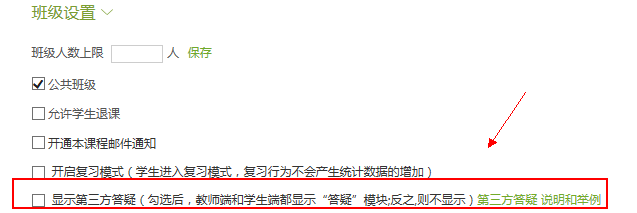 班级设置
班级人数上限 人 保存
公共班级
允许学生退课
开通本课程邮件通知
开启复习模式（学生进入复习模式，复习行为不会产生统计数据的增加）
显示第三方答疑（勾选后，教师端和学生端都显示“答疑”模块;反之,则不显示）第三方答疑 说明和举例